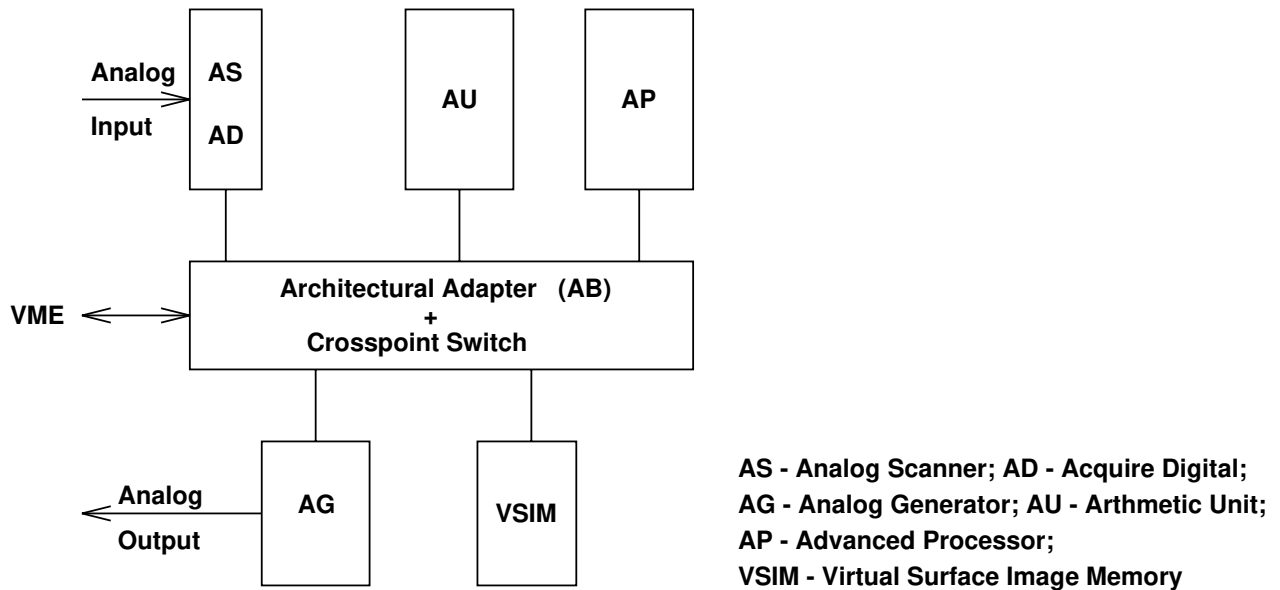 Analog
Input
AS
AD
AU
AP
VME
Architectural Adapter (AB)
+
Crosspoint Switch
Analog
Output
AG
VSIM
AS - Analog Scanner; AD - Acquire Digital;
AG - Analog Generator; AU - Arthmetic Unit;
AP - Advanced Processor;
VSIM - Virtual Surface Image Memory